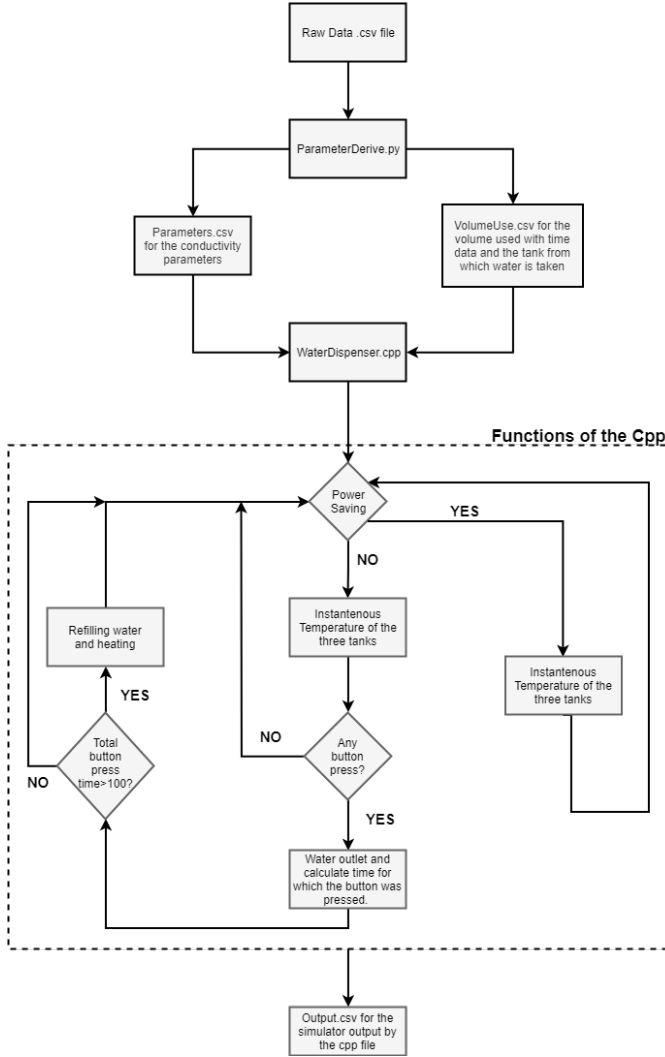 Raw Data .csv file
ParameterDerive.py
Parameters.csv
for the conductivity
parameters
VolumeUse.csv for the
volume used with time
data and the tank from
which water is taken
WaterDispenser.cpp
Functions of the Cpp
Power
Saving
YES
NO
Refilling water
and heating
Instantenous
Temperature of the
three tanks
Instantenous
Temperature of the
three tanks
YES
Total
button
press
time>100?
NO
Any
button
press?
NO
YES
Water outlet and
calculate time for
which the button was
pressed.
Output.csv for the
simulator output by
the cpp file